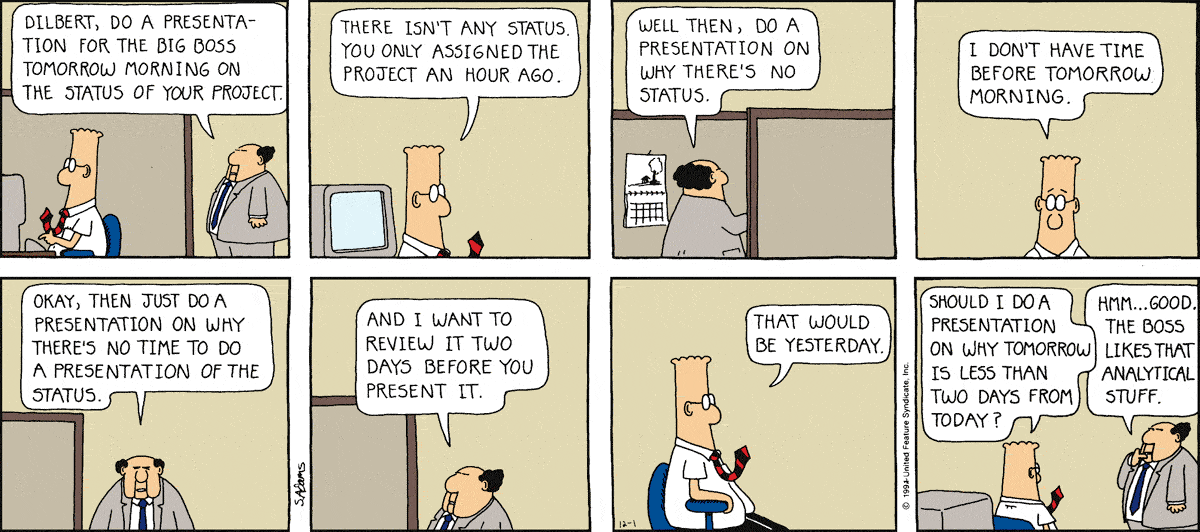 DILBERT, DO A PRESENTA-
TION FOR THE BIG BOSS
TOMORROW MORNING ON
THE STATUS OF YOUR PROJECT.
THERE ISN'T ANY STATUS.
YOU ONLY ASSIGNED THE
PROJECT AN HOUR AGO.
WELL THEN, DO A
PRESENTATION ON
WHY THERE'S NO
STATUS.
I DON'T HAVE TIME
BEFORE TOMORROW
MORNING.
OKAY, THEN JUST DO A
PRESENTATION ON WHY
THERE'S NO TIME TO DO
A PRESENTATION OF THE
STATUS.
S.Adams
AND I WANT TO
REVIEW IT TWO
DAYS BEFORE YOU
PRESENT IT.
THAT WOULD
BE YESTERDAY.
12-1
© 1994 United Feature Syndicate, Inc.
SHOULD I DO A
PRESENTATION
ON WHY TOMORROW
IS LESS THAN
TWO DAYS FROM
TODAY?
HMM...GOOD.
THE BOSS
LIKES THAT
ANALYTICAL
STUFF.